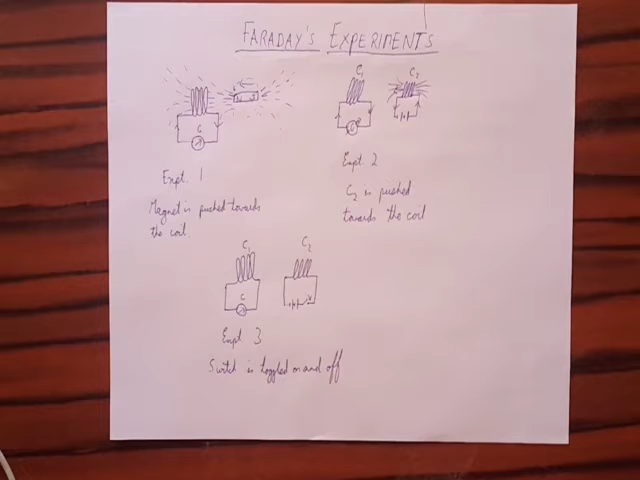 FARADAY'S EXPERIMENTS
G
Expt. 1
Magnet is pushed towards
the coil.
C1
C2
G
Expt. 2
C2 is pushed
towards the coil
C1
C2
G
Expt 3
Switch is toggled on and off